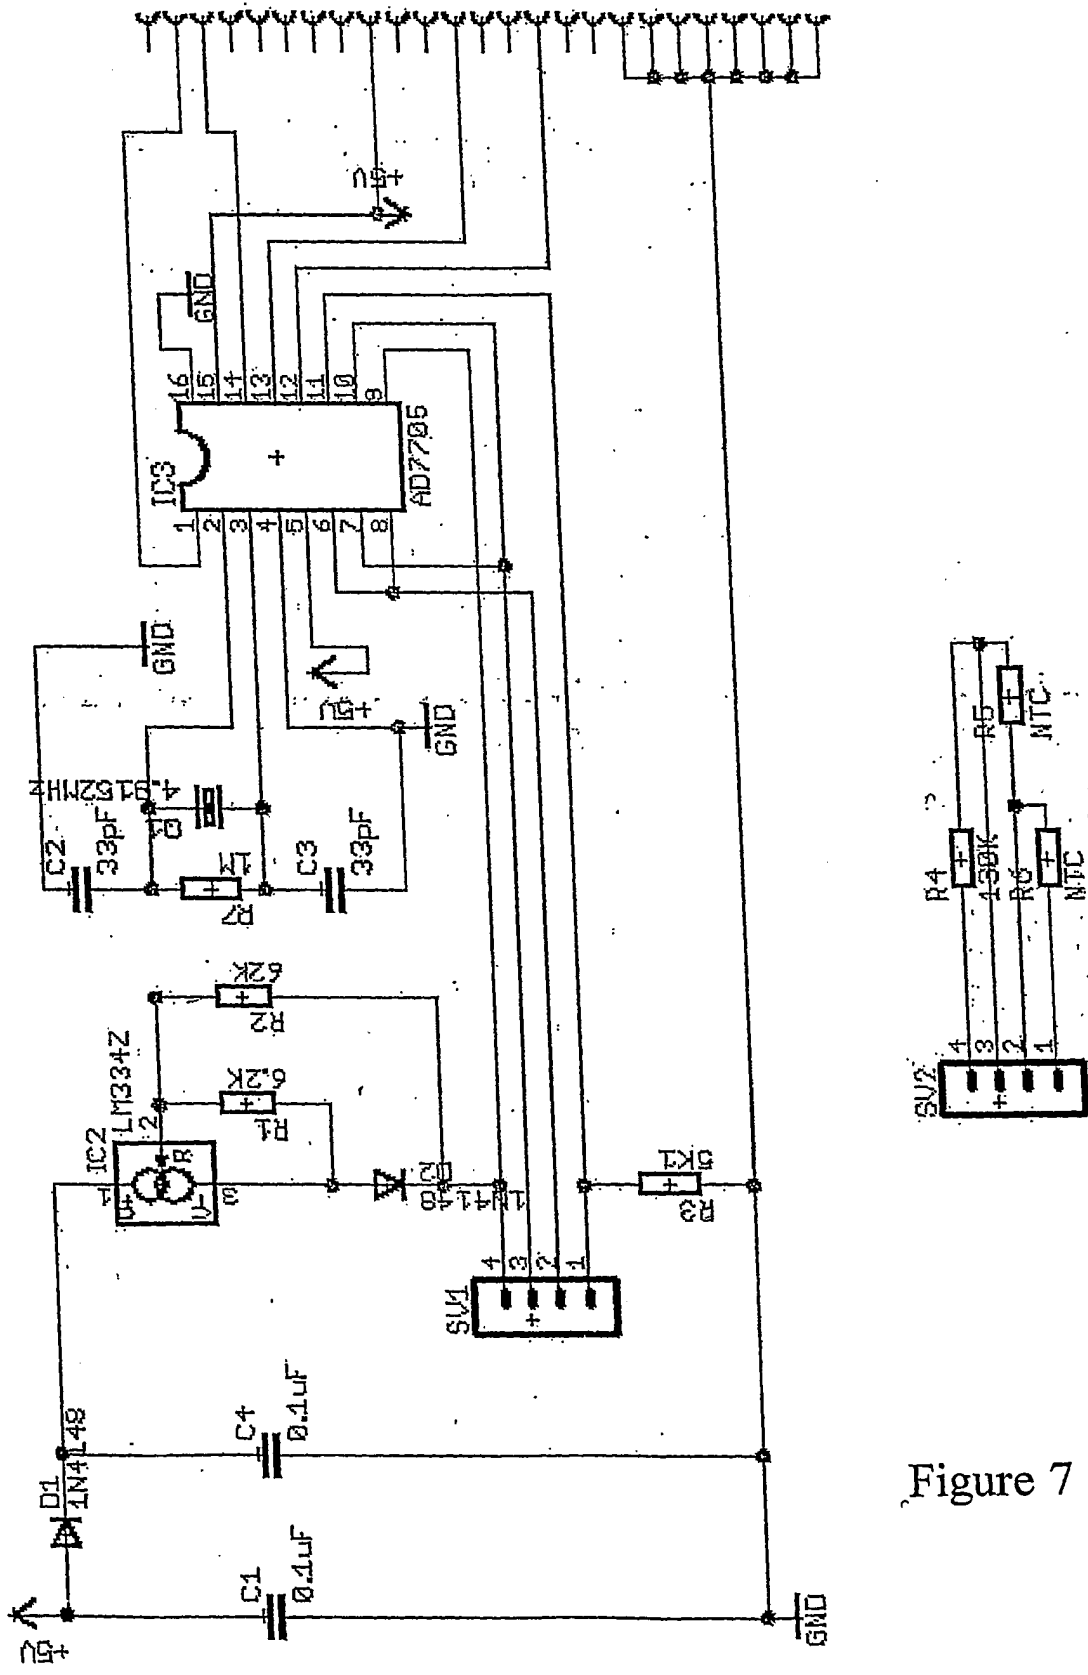 +5V
GND
16
15
14
13
12
11
10
9
IC3
AD7705
1
2
3
4
5
6
7
8
GND
+5V
GND
4.9152MHz
Q1
C2
33pF
1M
R7
C3
33pF
62K
R2
LM334Z
2
6.2K
R1
IC2
R
1
3
D2
1N4148
5K1
R3
SV1
4
3
2
1
C4
0.1uF
D1
1N4148
C1
0.1uF
+5V
GND
R5
NTC
R4
130K
R6
NTC
SV2
4
3
2
1
Figure 7